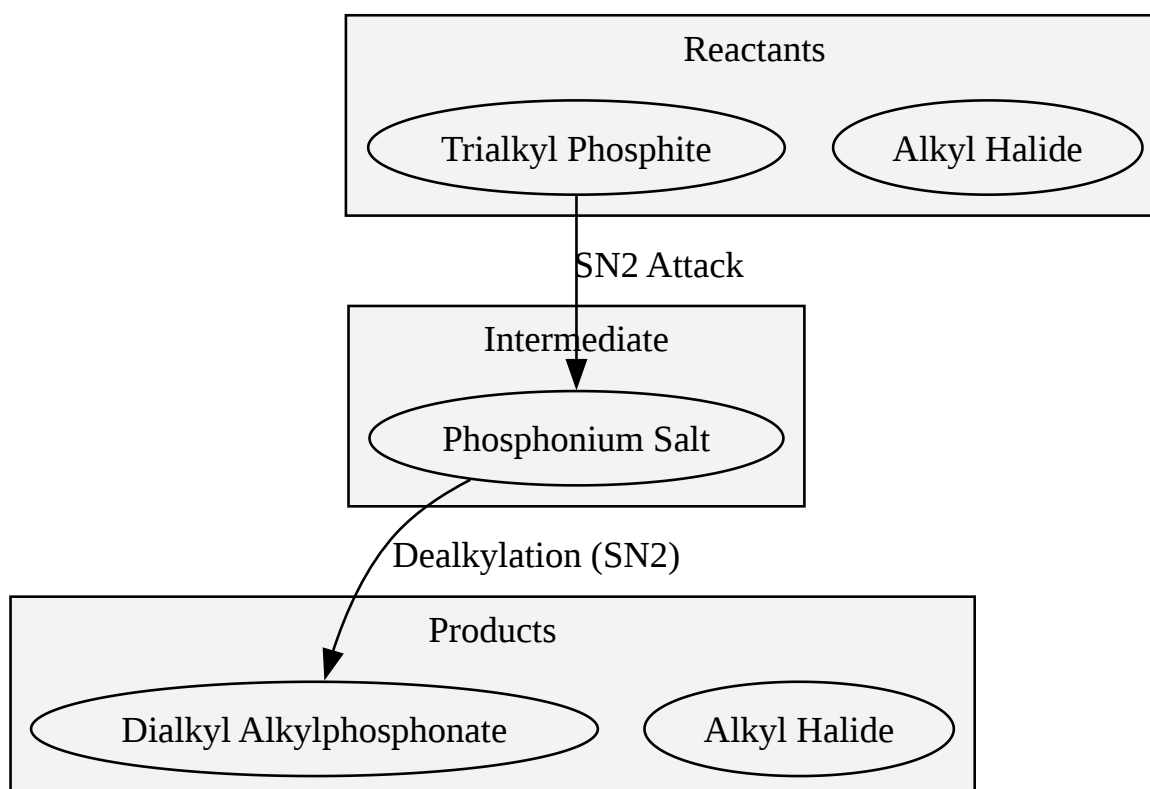 Reactants
Trialkyl Phosphite
Alkyl Halide
SN2 Attack
Intermediate
Phosphonium Salt
Dealkylation (SN2)
Products
Dialkyl Alkylphosphonate
Alkyl Halide